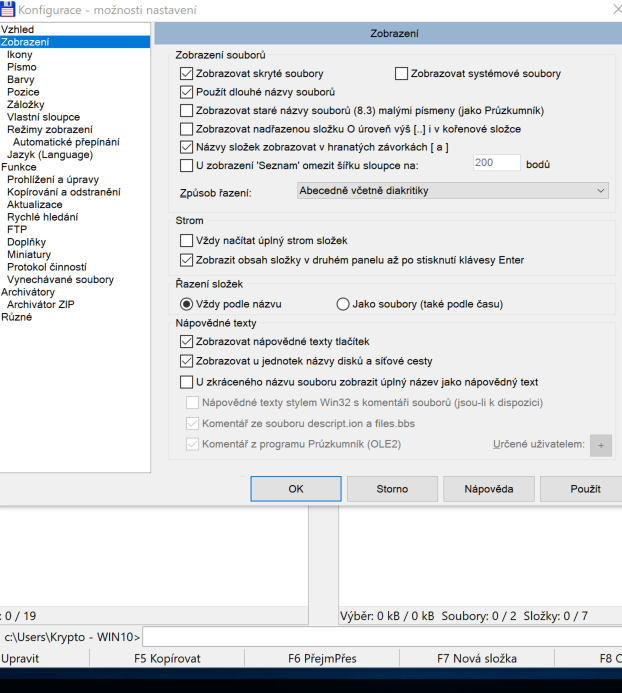 Konfigurace - možnosti nastavení
Vzhled
Zobrazení
Ikony
Písmo
Barvy
Pozice
Záložky
Vlastní sloupce
Režimy zobrazení
Automatické přepínání
Jazyk (Language)
Funkce
Prohlížení a úpravy
Kopírování a odstranění
Aktualizace
Rychlé hledání
FTP
Doplňky
Miniatury
Protokol činností
Vynechávané soubory
Archivátory
Archivátor ZIP
Různé
Zobrazení
Zobrazení souborů
Zobrazovat skryté soubory
Zobrazovat systémové soubory
Použít dlouhé názvy souborů
Zobrazovat staré názvy souborů (8.3) malými písmeny (jako Průzkumník)
Zobrazovat nadřazenou složku O úroveň výš [..] i v kořenové složce
Názvy složek zobrazovat v hranatých závorkách [ a ]
U zobrazení 'Seznam' omezit šířku sloupce na: 200 bodů
Způsob řazení: Abecedně včetně diakritiky
Strom
Vždy načítat úplný strom složek
Zobrazit obsah složky v druhém panelu až po stisknutí klávesy Enter
Řazení složek
Vždy podle názvu
Jako soubory (také podle času)
Nápovědné texty
Zobrazovat nápovědné texty tlačítek
Zobrazovat u jednotek názvy disků a síťové cesty
U zkráceného názvu souboru zobrazit úplný název jako nápovědný text
Nápovědné texty stylem Win32 s komentáři souborů (jsou-li k dispozici)
Komentář ze souboru descript.ion a files.bbs
Komentář z programu Průzkumník (OLE2)
Určené uživatelem: +
OK
Storno
Nápověda
Použít
: 0 / 19
Výběr: 0 kB / 0 kB Soubory: 0 / 2 Složky: 0 / 7
c:\Users\Krypto - WIN10>
Upravit
F5 Kopírovat
F6 PřejmPřes
F7 Nová složka
F8